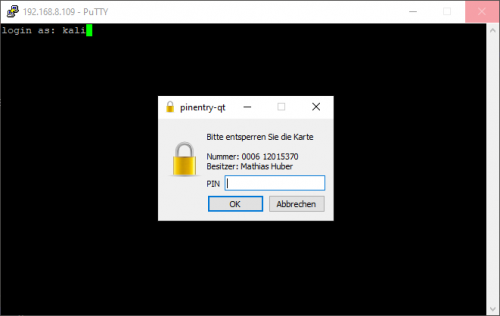 192.168.8.109 - PuTTY
login as: kali
pinentry-qt
Bitte entsperren Sie die Karte
Nummer: 0006 12015370
Besitzer: Mathias Huber
PIN
OK Abbrechen